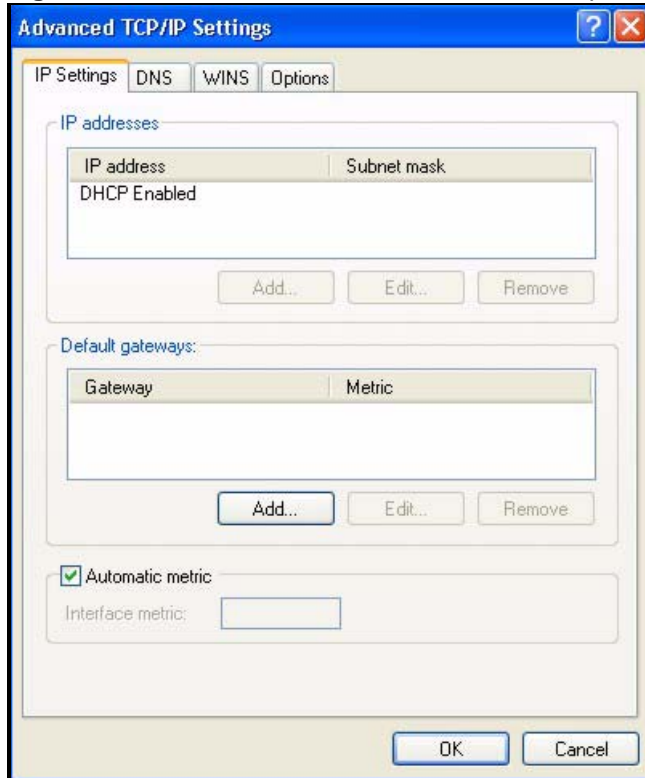 Advanced TCP/IP Settings
IP Settings DNS WINS Options
IP addresses
IP address Subnet mask
DHCP Enabled
Add... Edit... Remove
Default gateways:
Gateway Metric
Add... Edit... Remove
Automatic metric
Interface metric:
OK Cancel